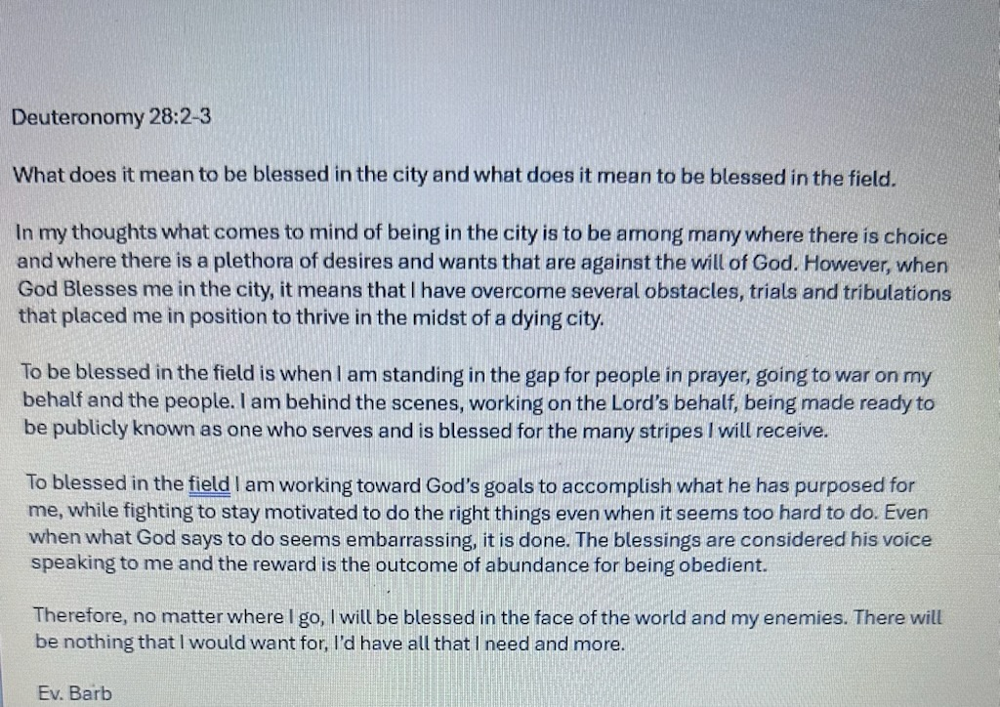 Deuteronomy 28:2-3
What does it mean to be blessed in the city and what does it mean to be blessed in the field.
In my thoughts what comes to mind of being in the city is to be among many where there is choice
and where there is a plethora of desires and wants that are against the will of God. However, when
God Blesses me in the city, it means that I have overcome several obstacles, trials and tribulations
that placed me in position to thrive in the midst of a dying city.
To be blessed in the field is when I am standing in the gap for people in prayer, going to war on my
behalf and the people. I am behind the scenes, working on the Lord's behalf, being made ready to
be publicly known as one who serves and is blessed for the many stripes I will receive.
To blessed in the field I am working toward God's goals to accomplish what he has purposed for
me, while fighting to stay motivated to do the right things even when it seems too hard to do. Even
when what God says to do seems embarrassing, it is done. The blessings are considered his voice
speaking to me and the reward is the outcome of abundance for being obedient.
Therefore, no matter where I go, I will be blessed in the face of the world and my enemies. There will
be nothing that I would want for, I'd have all that I need and more.
Ev. Barb